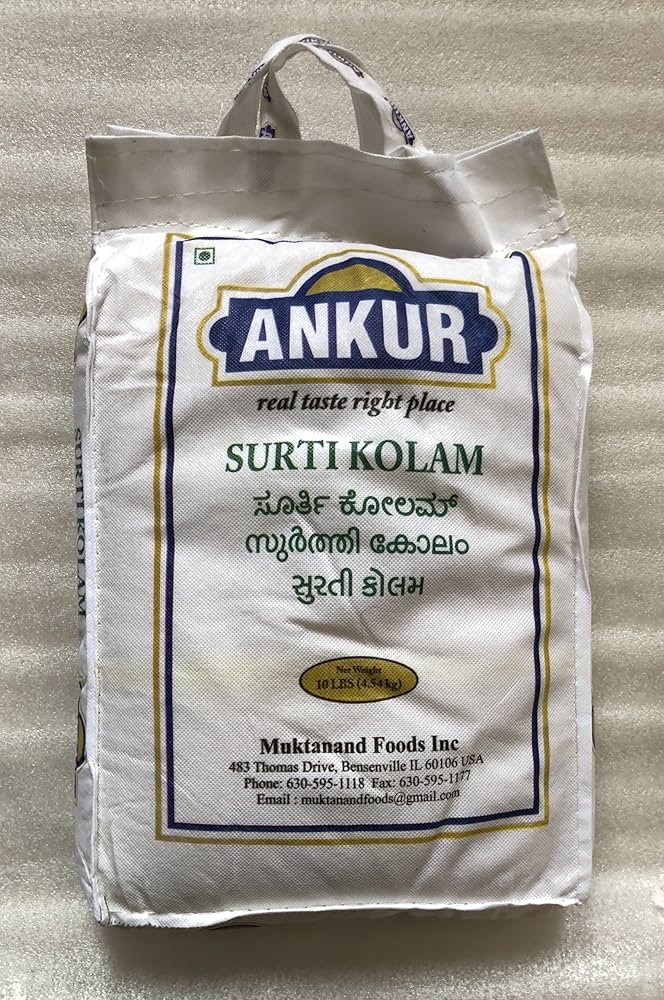 ANKUR
real taste right place
SURTI KOLAM
ಸೂರ್ತಿ ಕೋಲಮ್
സുർത്തി കോലം
સુરતી કોલમ
Net Weight
10 LBS (4.54 kg)
Muktanand Foods Inc
483 Thomas Drive, Bensenville IL 60106 USA
Phone: 630-595-1118 Fax: 630-595-1177
Email : muktanandfoods@gmail.com
SURTI KOLAM